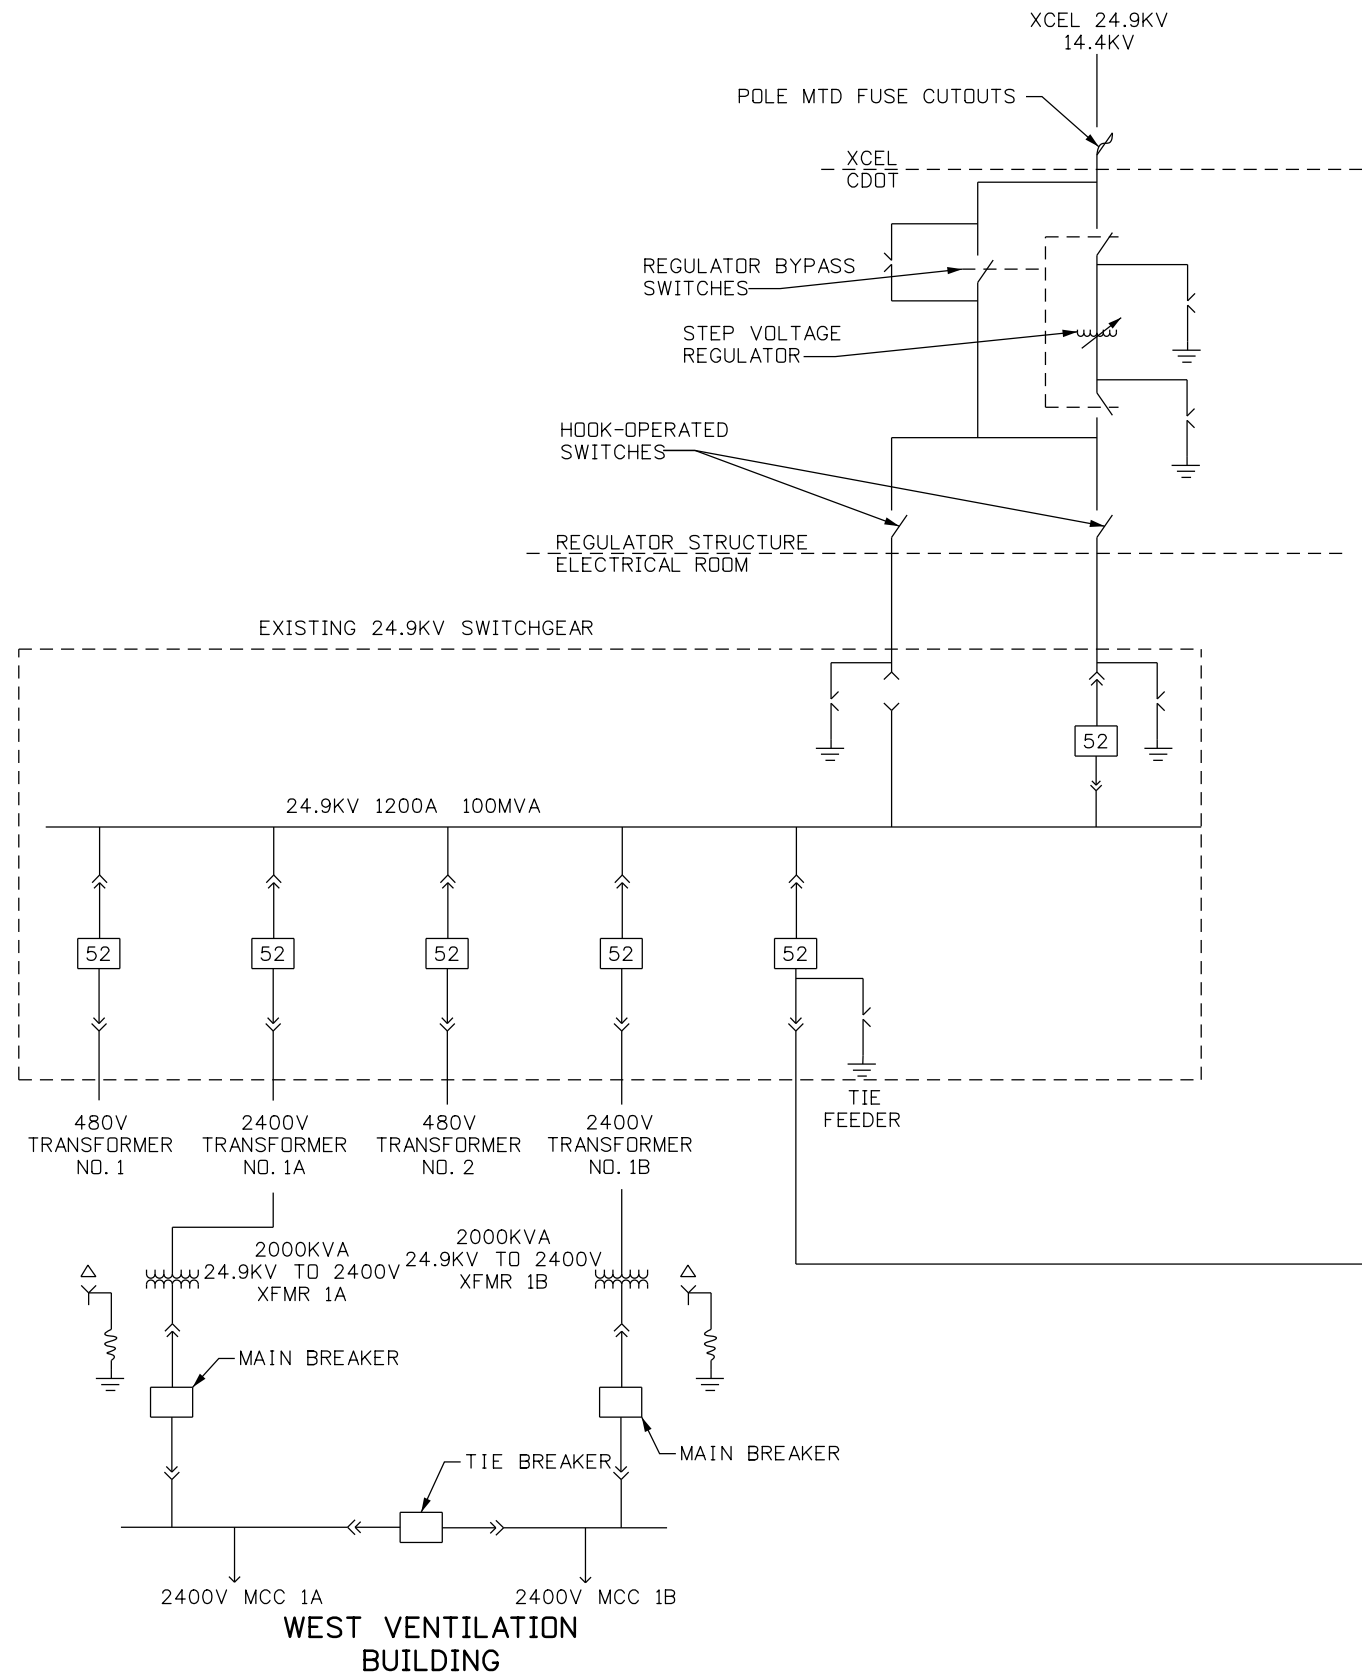 XCEL 24.9KV
14.4KV
POLE MTD FUSE CUTOUTS
XCEL
CDOT
REGULATOR BYPASS
SWITCHES
STEP VOLTAGE
REGULATOR
HOOK-OPERATED
SWITCHES
REGULATOR STRUCTURE
ELECTRICAL ROOM
EXISTING 24.9KV SWITCHGEAR
52
24.9KV 1200A 100MVA
52
52
52
52
52
TIE
FEEDER
480V
TRANSFORMER
NO. 1
2400V
TRANSFORMER
NO. 1A
480V
TRANSFORMER
NO. 2
2400V
TRANSFORMER
NO. 1B
2000KVA
24.9KV TO 2400V
XFMR 1A
2000KVA
24.9KV TO 2400V
XFMR 1B
MAIN BREAKER
MAIN BREAKER
TIE BREAKER
2400V MCC 1A
2400V MCC 1B
WEST VENTILATION
BUILDING